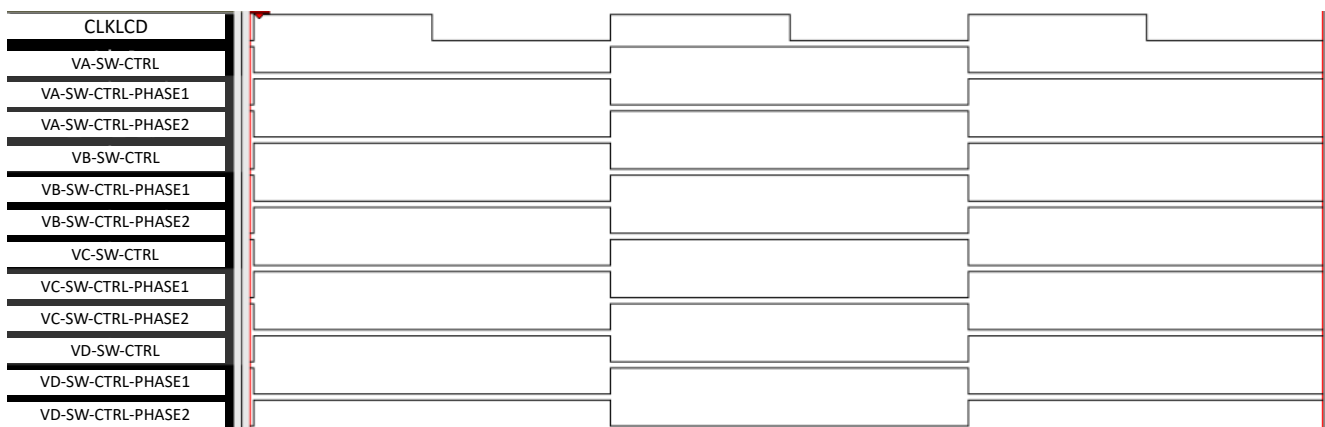 CLKLCD
VA-SW-CTRL
VA-SW-CTRL-PHASE1
VA-SW-CTRL-PHASE2
VB-SW-CTRL
VB-SW-CTRL-PHASE1
VB-SW-CTRL-PHASE2
VC-SW-CTRL
VC-SW-CTRL-PHASE1
VC-SW-CTRL-PHASE2
VD-SW-CTRL
VD-SW-CTRL-PHASE1
VD-SW-CTRL-PHASE2